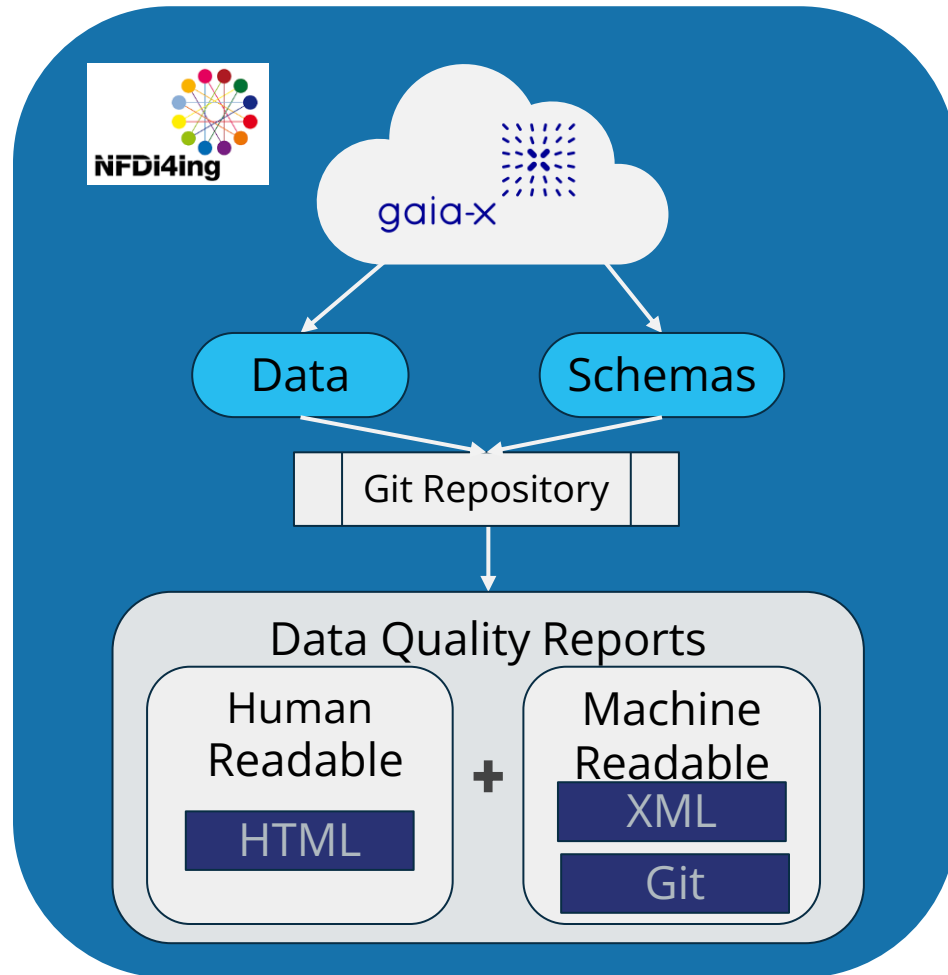 NFDi4ing
gaia-x
Data
Schemas
Git Repository
Data Quality Reports
Human
Readable
HTML
Machine
Readable
XML
Git